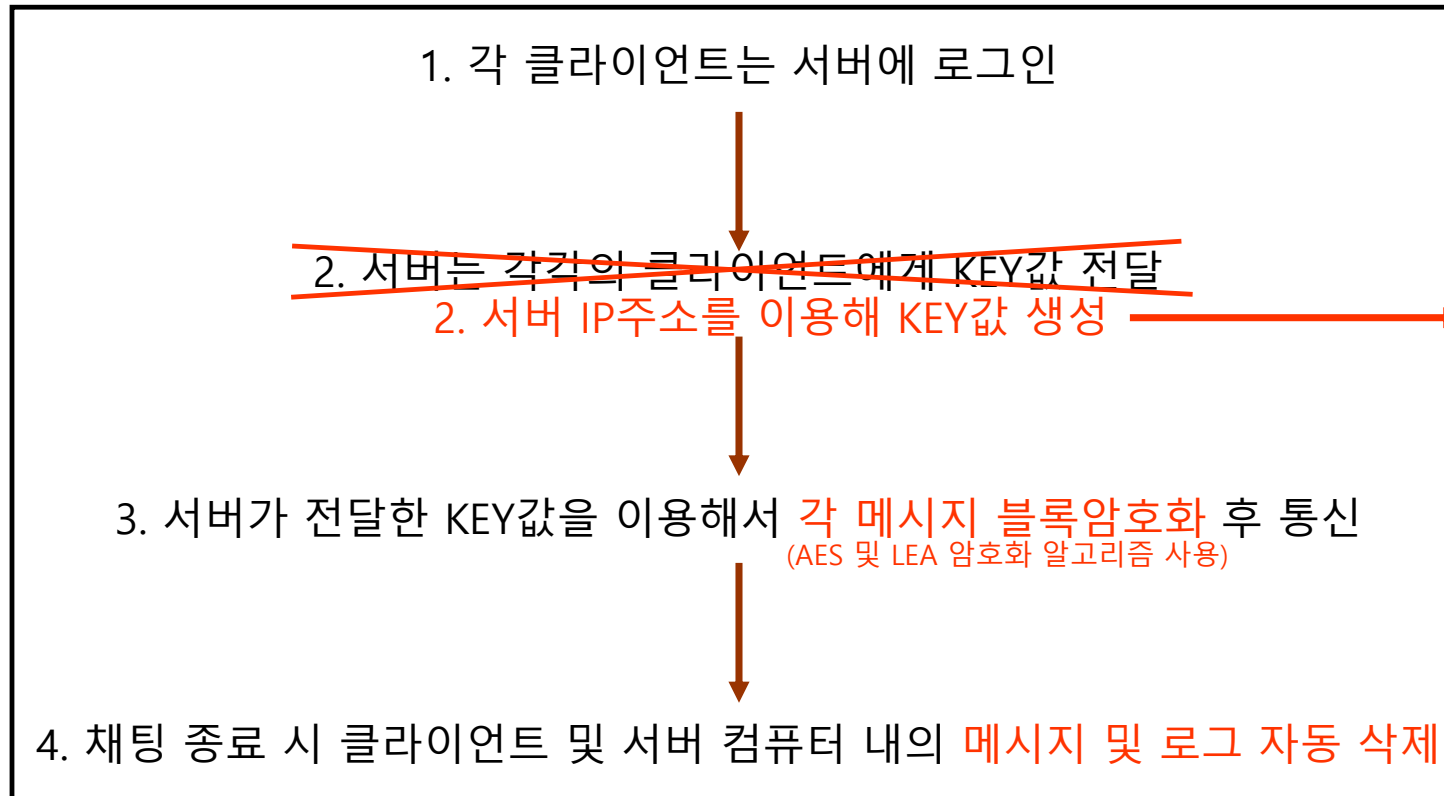 1. 각 클라이언트는 서버에 로그인
2. 서버는 각각의 클라이언트에게 KEY값 전달
2. 서버 IP주소를 이용해 KEY값 생성
3. 서버가 전달한 KEY값을 이용해서 각 메시지 블록암호화 후 통신
(AES 및 LEA 암호화 알고리즘 사용)
4. 채팅 종료 시 클라이언트 및 서버 컴퓨터 내의 메시지 및 로그 자동 삭제